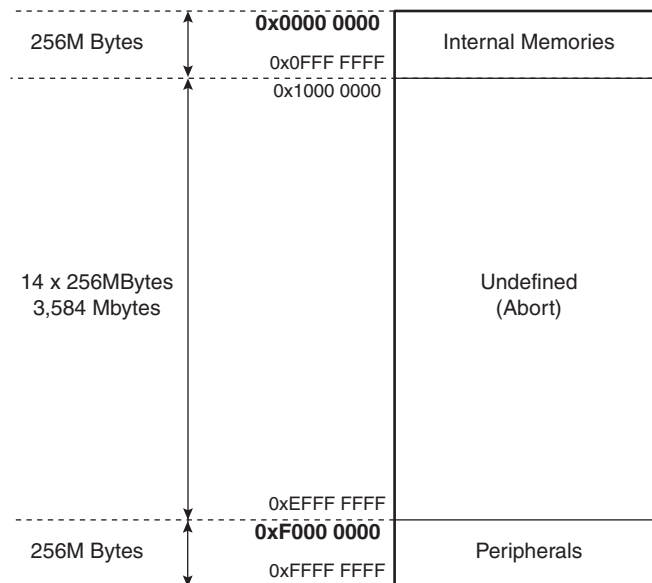 256M Bytes
0x0000 0000
Internal Memories
0x0FFF FFFF
0x1000 0000
14 x 256MBytes
3,584 Mbytes
Undefined
(Abort)
0xEFFF FFFF
0xF000 0000
256M Bytes
Peripherals
0xFFFF FFFF